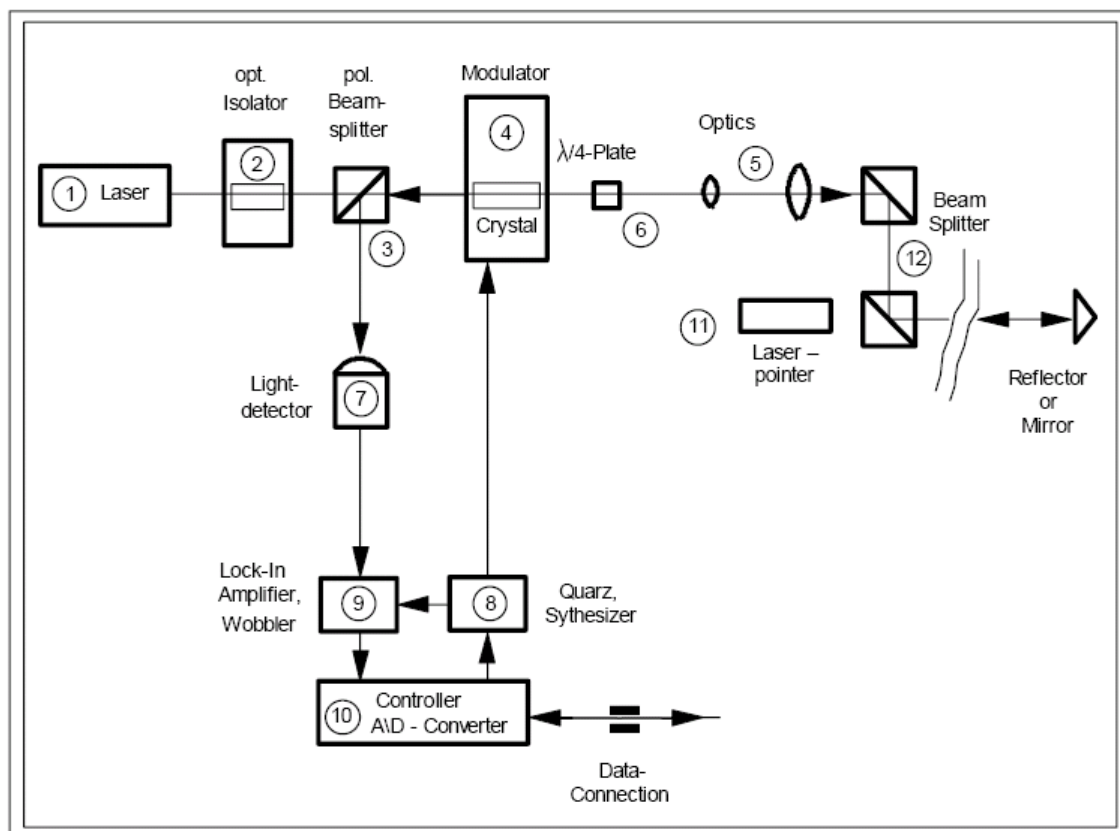 opt.
Isolator
pol.
Beam-
splitter
Modulator
λ/4-Plate
Optics
1 Laser
2
3
4
Crystal
5
6
Beam
Splitter
12
11
Laser –
pointer
Reflector
or
Mirror
Light-
detector
7
Lock-In
Amplifier,
Wobbler
9
8
Quarz,
Sythesizer
10
Controller
A\D - Converter
Data-
Connection